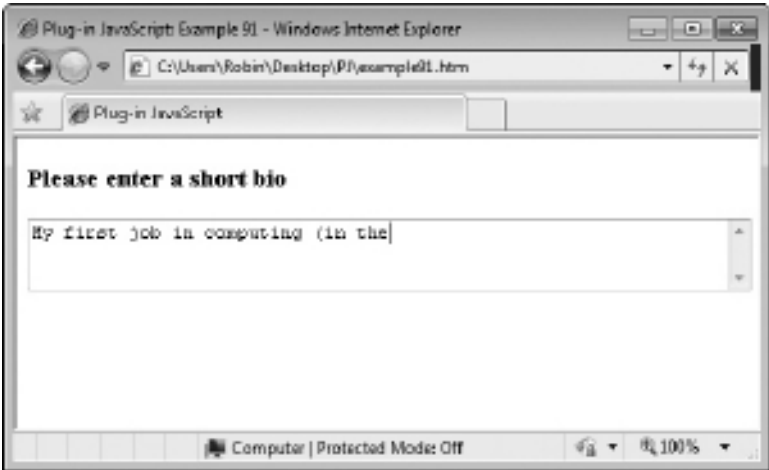 Plug-in JavaScript: Example 91 - Windows Internet Explorer
C:\Users\Robin\Desktop\PJ\example91.htm
Plug-in JavaScript
Please enter a short bio
My first job in computing (in the
Computer | Protected Mode: Off
100%